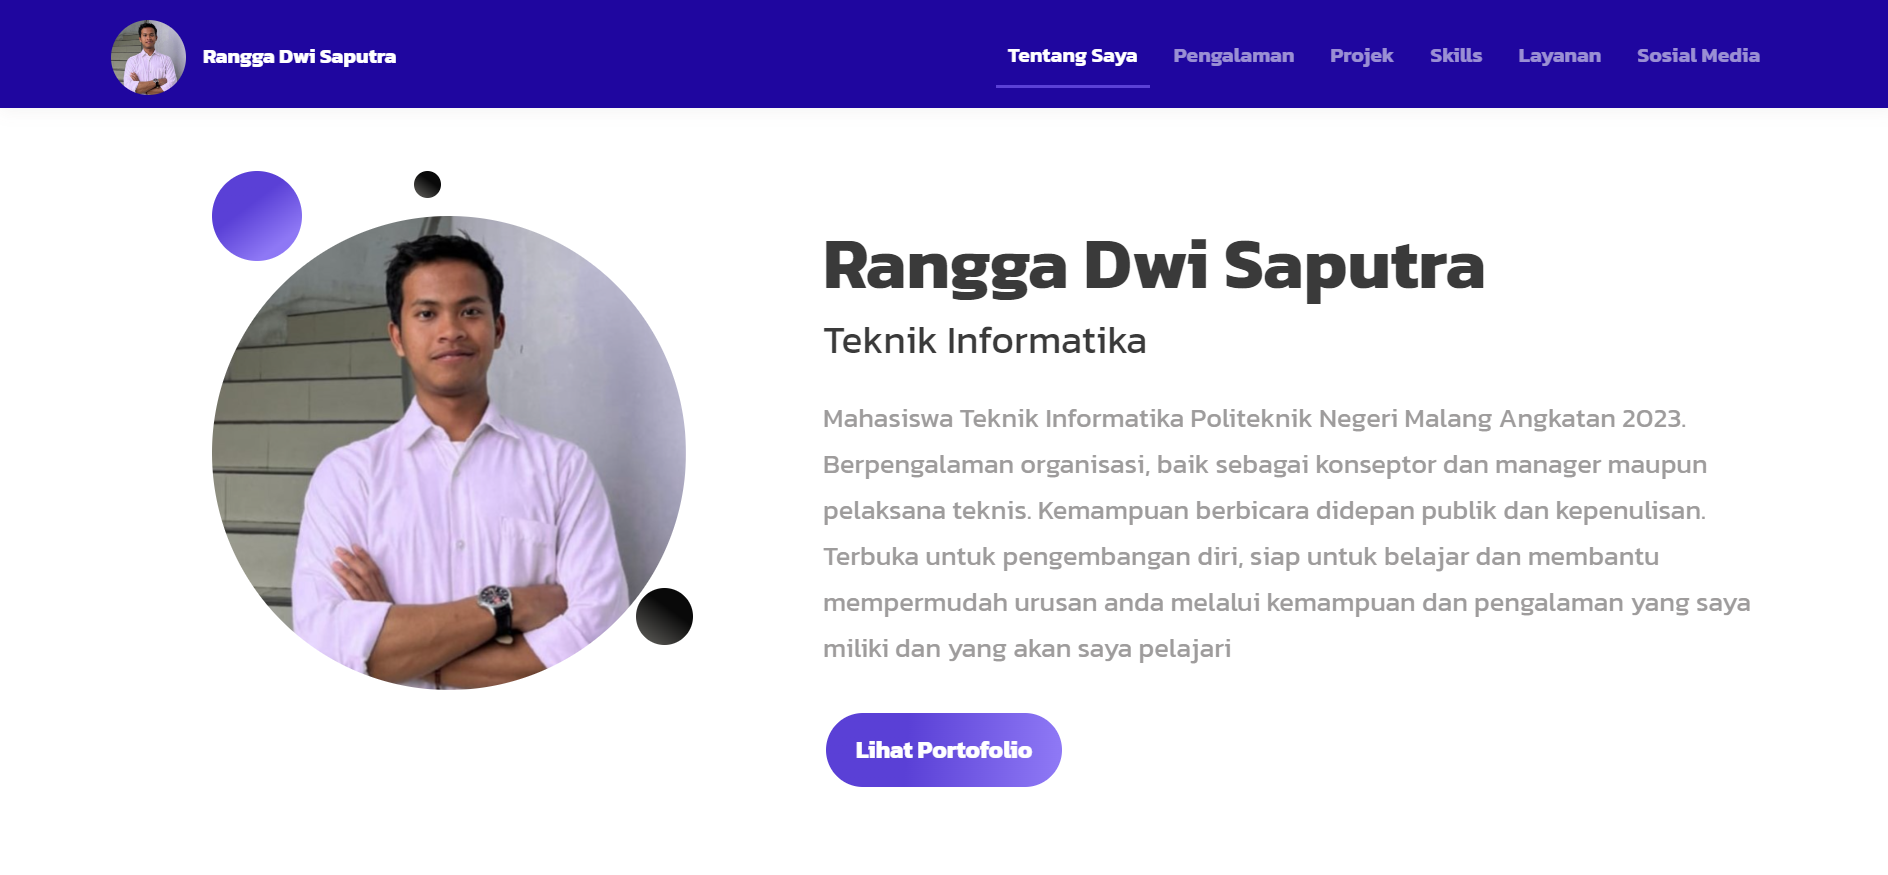 Rangga Dwi Saputra
Tentang Saya Pengalaman Projek Skills Layanan Sosial Media
Rangga Dwi Saputra
Teknik Informatika
Mahasiswa Teknik Informatika Politeknik Negeri Malang Angkatan 2023.
Berpengalaman organisasi, baik sebagai konseptor dan manager maupun
pelaksana teknis. Kemampuan berbicara didepan publik dan kepenulisan.
Terbuka untuk pengembangan diri, siap untuk belajar dan membantu
mempermudah urusan anda melalui kemampuan dan pengalaman yang saya
miliki dan yang akan saya pelajari
Lihat Portofolio